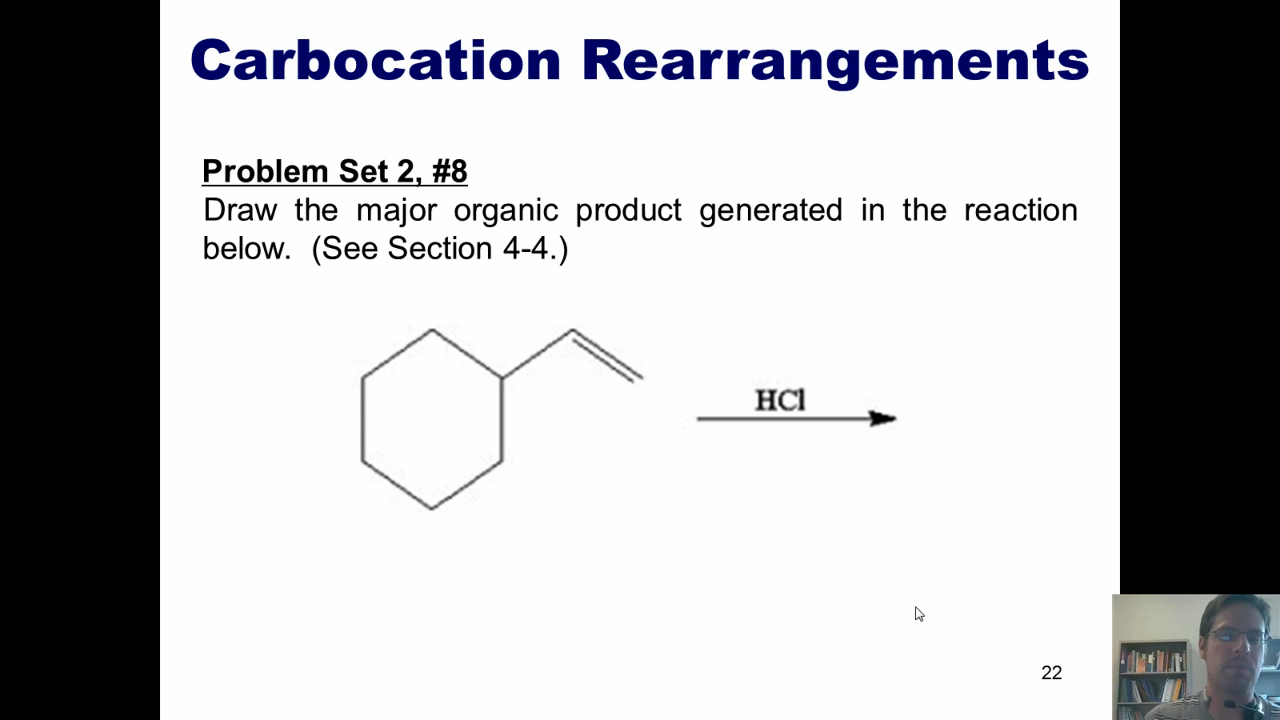 Carbocation Rearrangements
Problem Set 2, #8
Draw the major organic product generated in the reaction
below. (See Section 4-4.)
HCl
22